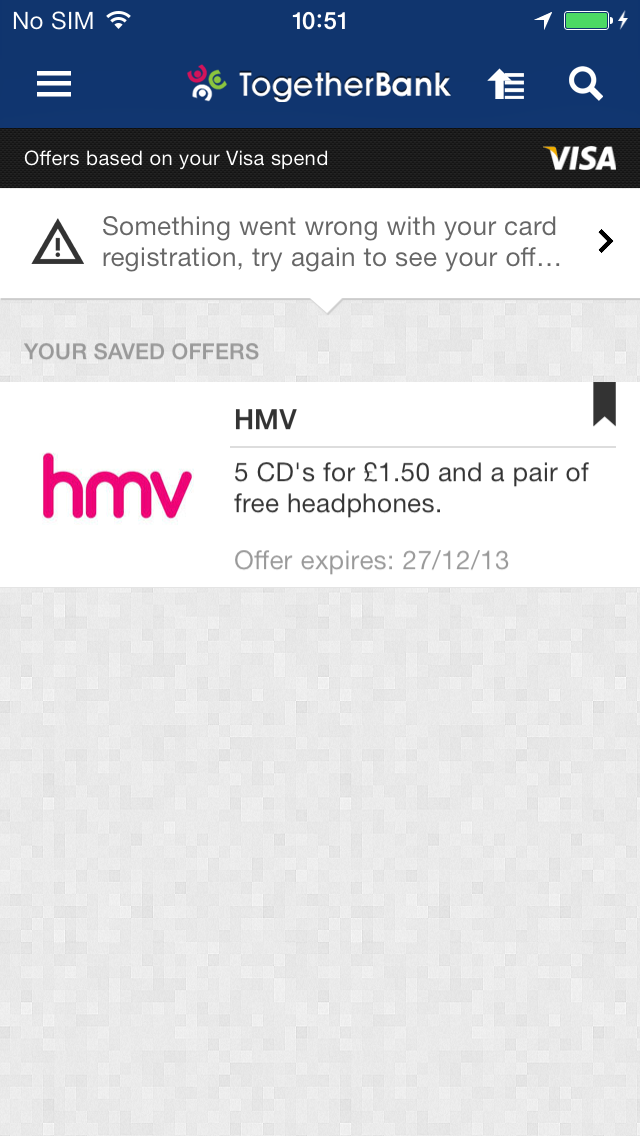 No SIM 10:51
TogetherBank
Offers based on your Visa spend VISA
Something went wrong with your card
registration, try again to see your off...
YOUR SAVED OFFERS
HMV
hmv
5 CD's for £1.50 and a pair of
free headphones.
Offer expires: 27/12/13